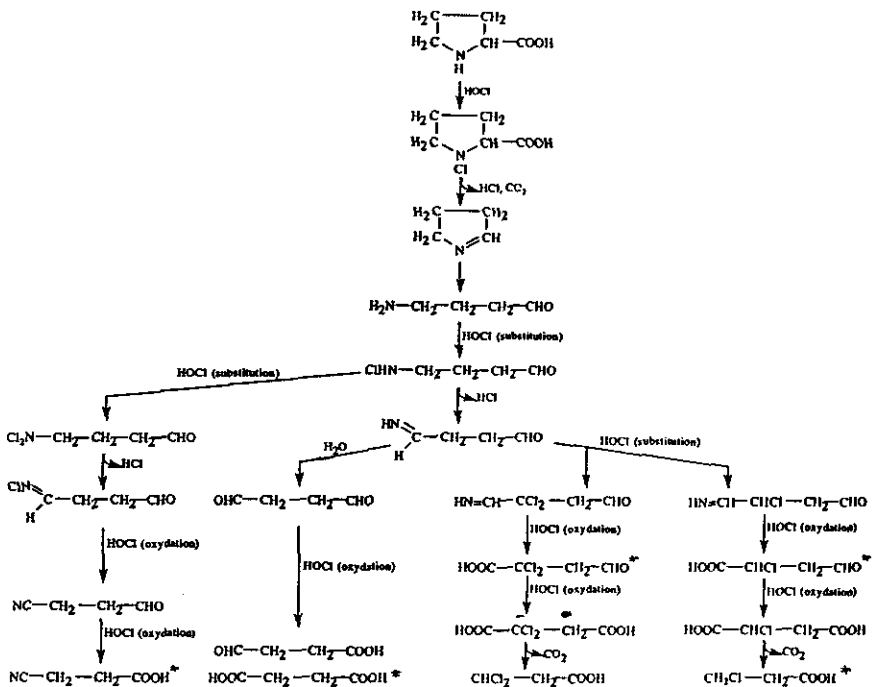 H2C CH2
H2C CH—COOH
N
H
HOCl
H2C CH2
H2C CH—COOH
N
Cl
HCl, CO2
H2C CH2
H2C N CH
H2N—CH2—CH2—CH2—CHO
HOCl (substitution)
HOCl (substitution) ClHN—CH2—CH2—CH2—CHO
HCl
Cl2N—CH2—CH2—CH2—CHO H2O HN=C—CH2—CH2—CHO HOCl (substitution)
H
HCl
ClN=C—CH2—CH2—CHO OHC—CH2—CH2—CHO HN=CH—CCl2—CH2—CHO HN=CH—CHCl—CH2—CHO
H
HOCl (oxydation) HOCl (oxydation) HOCl (oxydation) HOCl (oxydation)
HOOC—CCl2—CH2—CHO* HOOC—CHCl—CH2—CHO*
HOCl (oxydation) HOCl (oxydation)
NC—CH2—CH2—CHO
HOCl (oxydation)
OHC—CH2—CH2—COOH HOOC—CCl2—CH2—COOH* HOOC—CHCl—CH2—COOH
CO2 CO2
NC—CH2—CH2—COOH* HOOC—CH2—CH2—COOH* CHCl2—CH2—COOH CH2Cl—CH2—COOH*